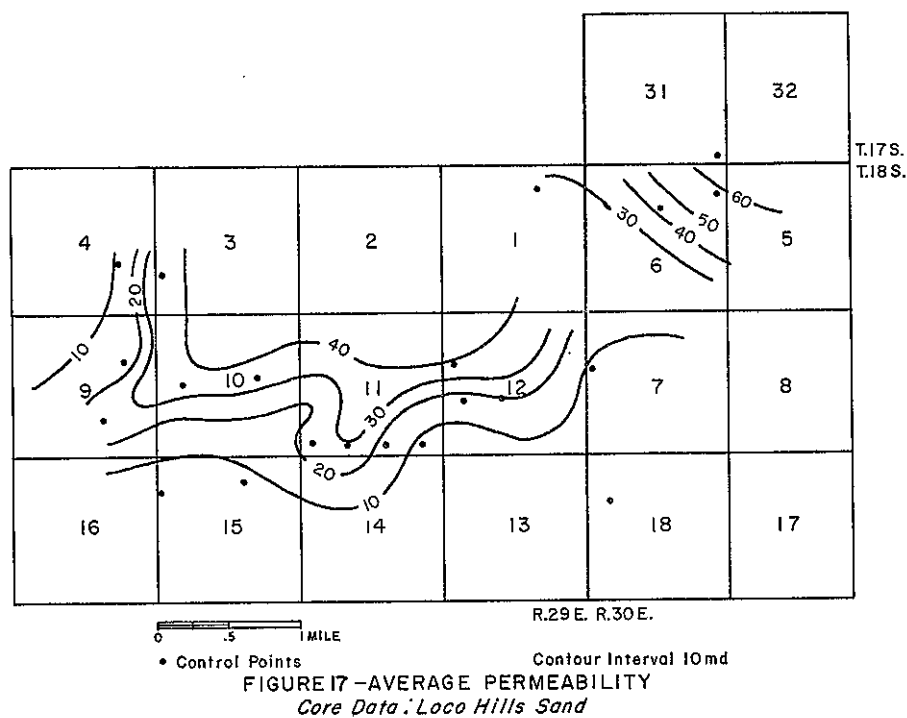 31 32
T.17S.
T.18S.
4 3 2 1 6 5
60
50
40
30
20
10
40
9 10 11 12 7 8
30
20
10
16 15 14 13 18 17
R.29E. R.30E.
0 .5 1 MILE
• Control Points Contour Interval 10md
FIGURE 17-AVERAGE PERMEABILITY
Core Data: Loco Hills Sand